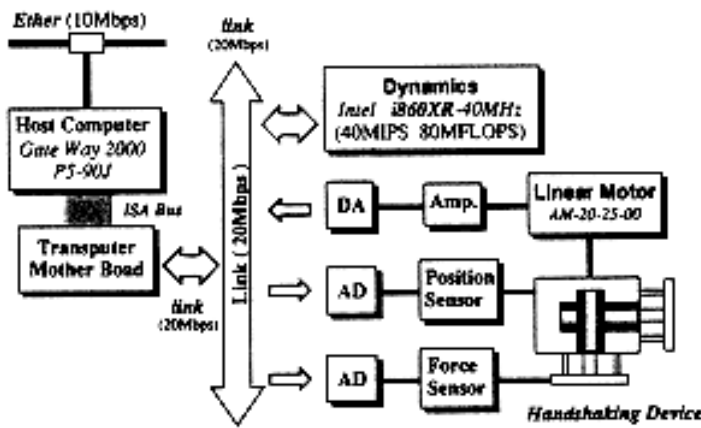 Ether (10Mbps)
link
(20Mbps)
Host Computer
Gate Way 2000
P5-90J
ISA Bus
Transputer
Mother Boad
link
(20Mbps)
Link (20Mbps)
Dynamics
Intel i860XR-40MHz
(40MIPS 80MFLOPS)
DA
Amp.
Linear Motor
AM-20-25-00
AD
Position
Sensor
AD
Force
Sensor
Handshaking Device